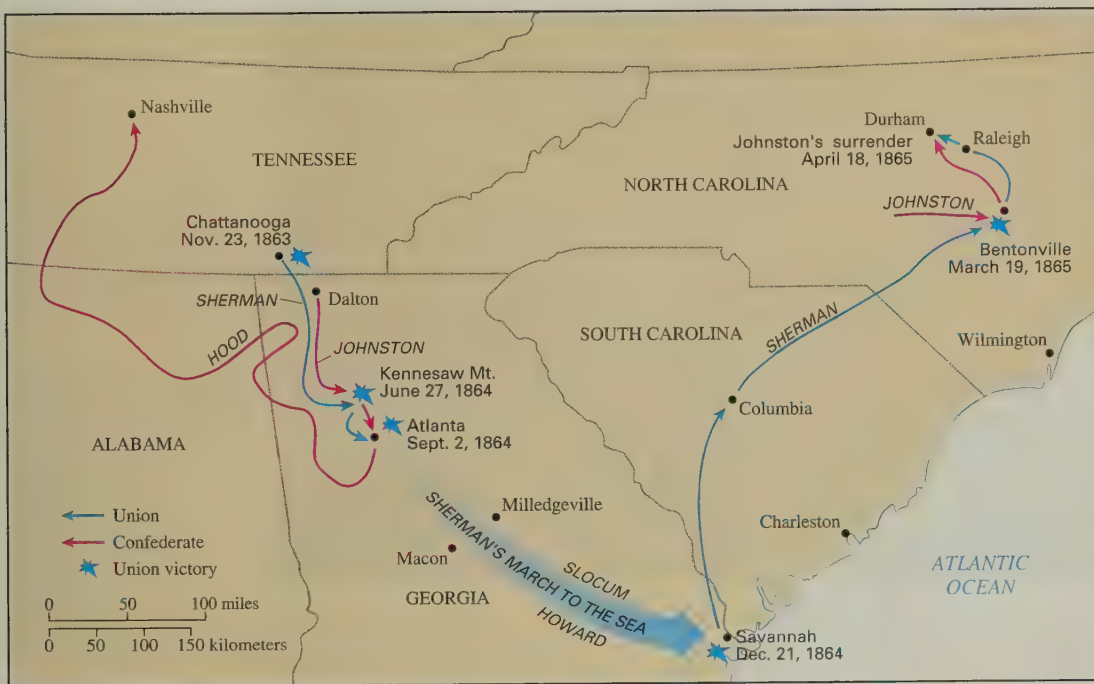 Nashville
TENNESSEE
Chattanooga
Nov. 23, 1863
SHERMAN
Dalton
HOOD
JOHNSTON
Kennesaw Mt.
June 27, 1864
Atlanta
Sept. 2, 1864
ALABAMA
Durham
Johnston's surrender
April 18, 1865
Raleigh
NORTH CAROLINA
JOHNSTON
Bentonville
March 19, 1865
SOUTH CAROLINA
SHERMAN
Wilmington
Columbia
Milledgeville
Macon
Charleston
SLOCUM
SHERMAN'S MARCH TO THE SEA
HOWARD
GEORGIA
Savannah
Dec. 21, 1864
ATLANTIC
OCEAN
Union
Confederate
Union victory
0 50 100 miles
0 50 100 150 kilometers